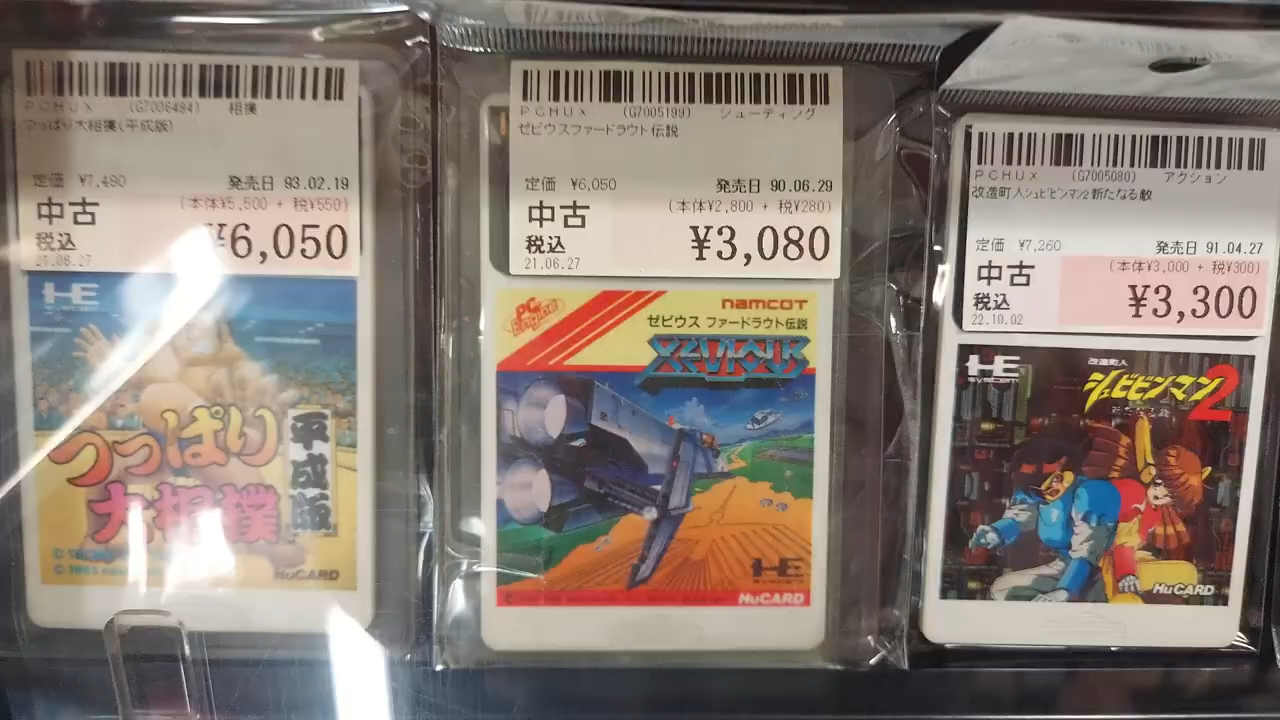 PCHUX (G7006494) 相撲
つっぱり大相撲(平成版)
定価 ¥7,490 発売日 93.02.19
中古 (本体¥5,500 + 税¥550)
税込 ¥6,050
21.06.27
HE
つっぱり
大相撲
平成版
HuCARD
PCHUX (G7005199) シューティング
ゼビウスファードラウト伝説
定価 ¥6,050 発売日 90.06.29
中古 (本体¥2,800 + 税¥280)
税込 ¥3,080
21.06.27
PC Engine
namcoT
ゼビウス ファードラウト伝説
XEVIOUS
HE
SYSTEM
HuCARD
PCHUX (G7005080) アクション
改造町人シュビビンマン2新たなる敵
定価 ¥7,260 発売日 91.04.27
中古 (本体¥3,000 + 税¥300)
税込 ¥3,300
22.10.02
HE
SYSTEM
改造町人
シュビビンマン2
新たなる敵
HuCARD